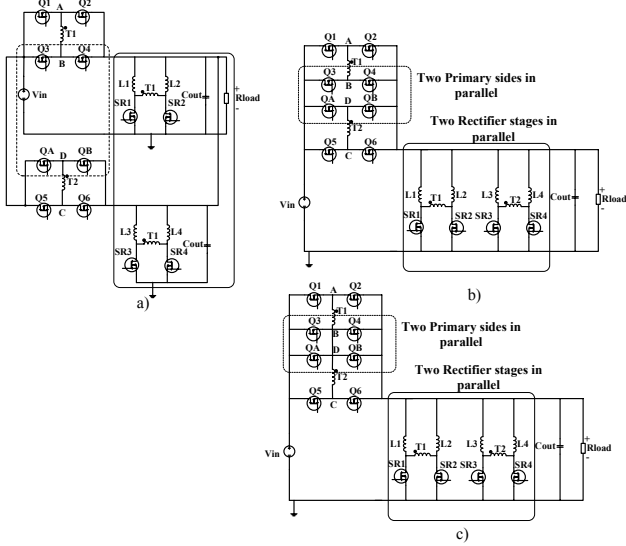 Q1 A Q2
T1
Q3 B Q4
Vin
L1 T1 L2
SR1 SR2
Cout
+
Rload
-
QA D QB
T2
Q5 C Q6
L3 T1 L4
SR3 SR4
Cout
a)
Q1 A Q2
T1
Q3 B Q4
QA D QB
T2
Q5 C Q6
Two Primary sides in
parallel
Two Rectifier stages in
parallel
Vin
L1 T1 L2 L3 T2 L4
SR1 SR2 SR3 SR4
Cout
+
Rload
-
b)
Q1 A Q2
T1
Q3 B Q4
QA D QB
T2
Q5 C Q6
Two Primary sides in
parallel
Two Rectifier stages in
parallel
Vin
L1 T1 L2 L3 T2 L4
SR1 SR2 SR3 SR4
Cout
+
Rload
-
c)